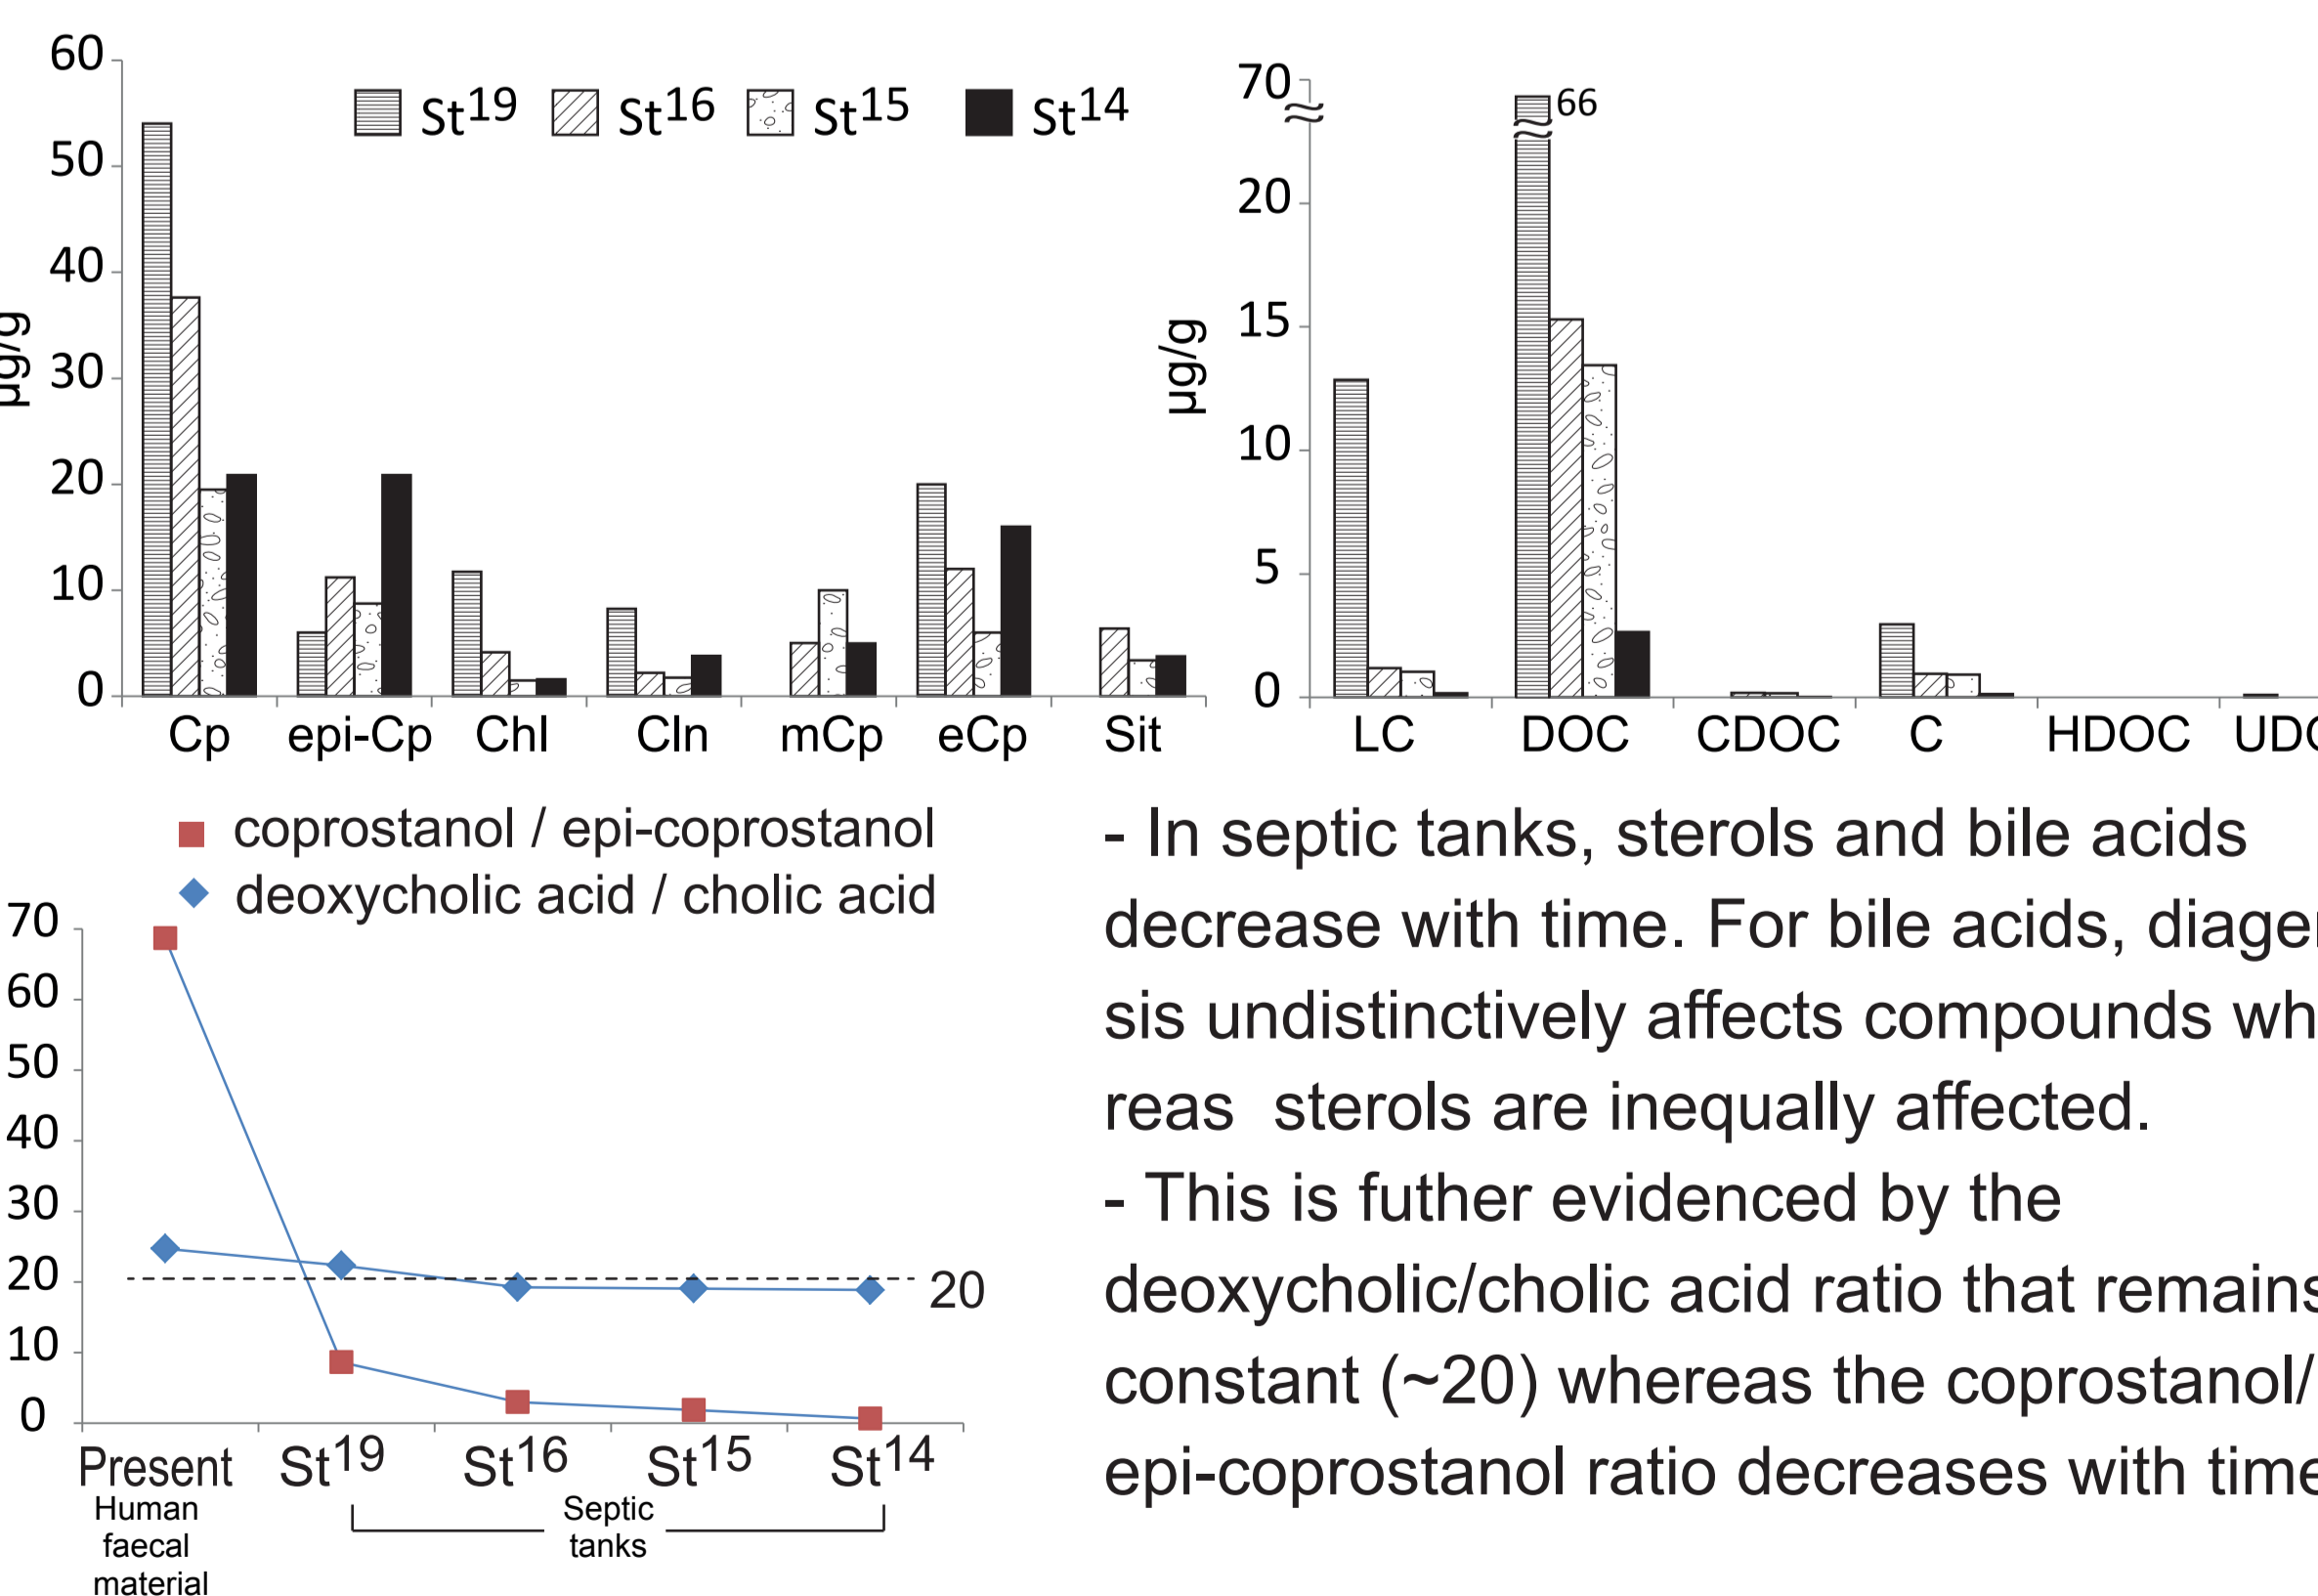 60
50
40
30
20
10
0
µg/g
St19 St16 St15 St14
Cp epi-Cp Chl Cln mCp eCp Sit
70
20
15
10
5
0
µg/g
66
LC DOC CDOC C HDOC
coprostanol / epi-coprostanol
deoxycholic acid / cholic acid
70
60
50
40
30
20
10
0
20
Present St19 St16 St15 St14
Human
faecal
material
Septic
tanks
- In septic tanks, sterols and bile acids
decrease with time. For bile acids, diagen
sis undistinctively affects compounds wh
reas sterols are inequally affected.
- This is futher evidenced by the
deoxycholic/cholic acid ratio that remains
constant (~20) whereas the coprostanol/
epi-coprostanol ratio decreases with time